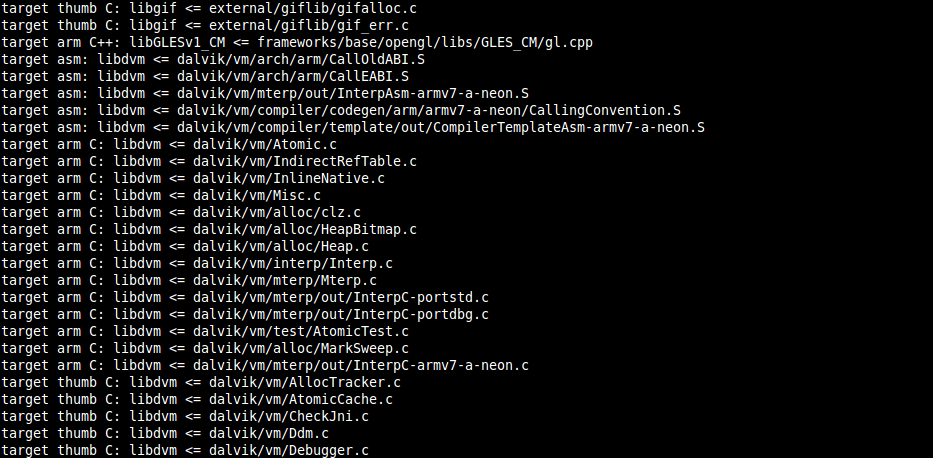 target thumb C: libgif <= external/giflib/gifalloc.c
target thumb C: libgif <= external/giflib/gif_err.c
target arm C++: libGLESv1_CM <= frameworks/base/opengl/libs/GLES_CM/gl.cpp
target asm: libdvm <= dalvik/vm/arch/arm/CallOldABI.S
target asm: libdvm <= dalvik/vm/arch/arm/CallEABI.S
target asm: libdvm <= dalvik/vm/mterp/out/InterpAsm-armv7-a-neon.S
target asm: libdvm <= dalvik/vm/compiler/codegen/arm/armv7-a-neon/CallingConvention.S
target asm: libdvm <= dalvik/vm/compiler/template/out/CompilerTemplateAsm-armv7-a-neon.S
target arm C: libdvm <= dalvik/vm/Atomic.c
target arm C: libdvm <= dalvik/vm/IndirectRefTable.c
target arm C: libdvm <= dalvik/vm/InlineNative.c
target arm C: libdvm <= dalvik/vm/Misc.c
target arm C: libdvm <= dalvik/vm/alloc/clz.c
target arm C: libdvm <= dalvik/vm/alloc/HeapBitmap.c
target arm C: libdvm <= dalvik/vm/alloc/Heap.c
target arm C: libdvm <= dalvik/vm/interp/Interp.c
target arm C: libdvm <= dalvik/vm/mterp/Mterp.c
target arm C: libdvm <= dalvik/vm/mterp/out/InterpC-portstd.c
target arm C: libdvm <= dalvik/vm/mterp/out/InterpC-portdbg.c
target arm C: libdvm <= dalvik/vm/test/AtomicTest.c
target arm C: libdvm <= dalvik/vm/alloc/MarkSweep.c
target arm C: libdvm <= dalvik/vm/mterp/out/InterpC-armv7-a-neon.c
target thumb C: libdvm <= dalvik/vm/AllocTracker.c
target thumb C: libdvm <= dalvik/vm/AtomicCache.c
target thumb C: libdvm <= dalvik/vm/CheckJni.c
target thumb C: libdvm <= dalvik/vm/Ddm.c
target thumb C: libdvm <= dalvik/vm/Debugger.c